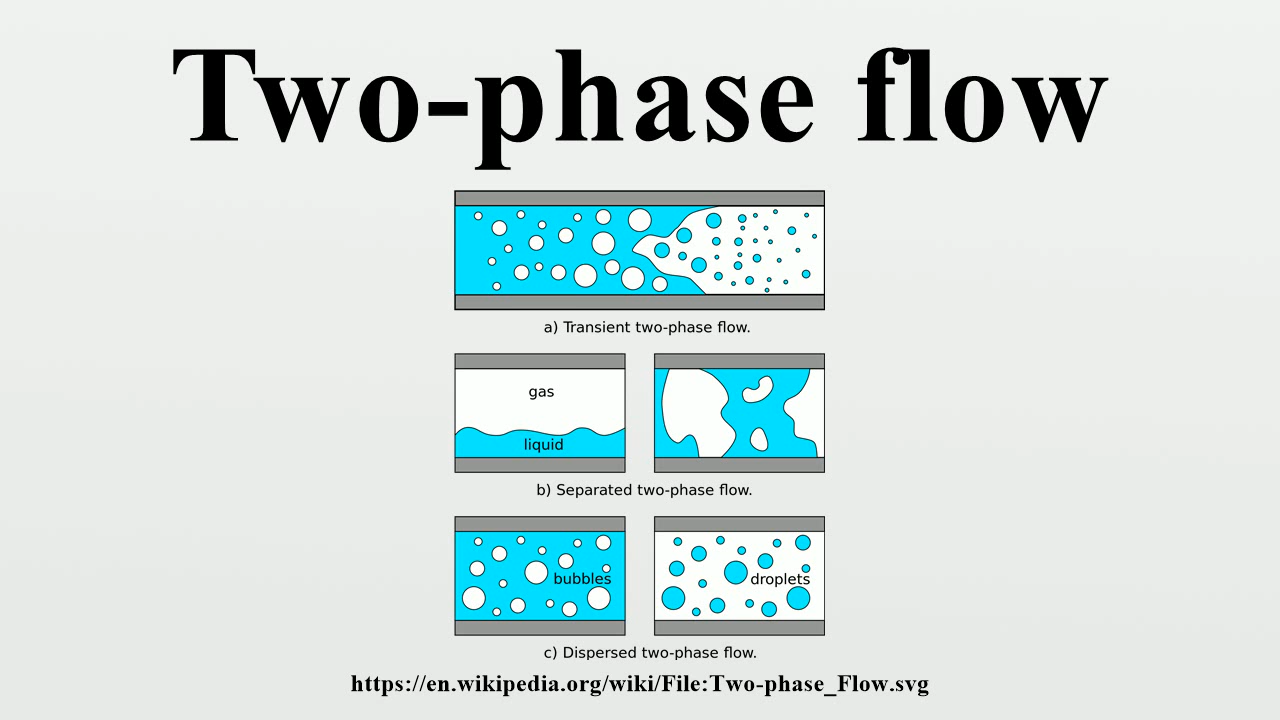 Two-phase flow
a) Transient two-phase flow.
gas
liquid
b) Separated two-phase flow.
bubbles
droplets
c) Dispersed two-phase flow.
https://en.wikipedia.org/wiki/File:Two-phase_Flow.svg